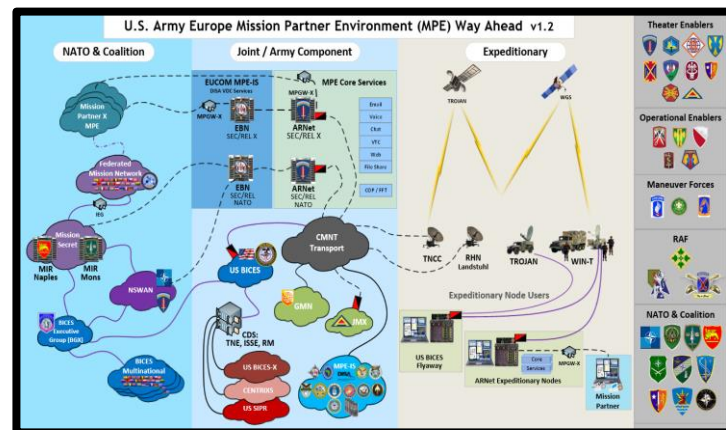 U.S. Army Europe Mission Partner Environment (MPE) Way Ahead v1.2
NATO & Coalition
Mission
Partner X
MPE
Federated
Mission Network
IEG
Mission
Secret
MIR
Naples
MIR
Mons
NSWAN
Executive
Group (BGX)
BICES
Multinational
Joint / Army Component
EUCOM MPE-IS
DISA VDC Services
MPGW-X
EBN
SEC/REL X
EBN
SEC/REL
NATO
MPE Core Services
MPGW-X
ARNet
SEC/REL X
ARNet
SEC/REL
NATO
Email
Voice
Chat
VTC
Web
File Share
COP / FFT
CMNT
Transport
US BICES
GMN
JMX
CDS:
TNE, ISSE, RM
US BICES-X
CENTRIXS
US SIPR
MPE-IS
Expeditionary
TROJAN
WGS
TNCC
RHN
Landstuhl
TROJAN
WIN-T
Expeditionary Node Users
US BICES
Flyaway
Core
Services
MPGW-X
ARNet Expeditionary Nodes
Mission
Partner
Theater
Enablers
Operational
Enablers
Maneuver Forces
RAF
NATO & Coalition